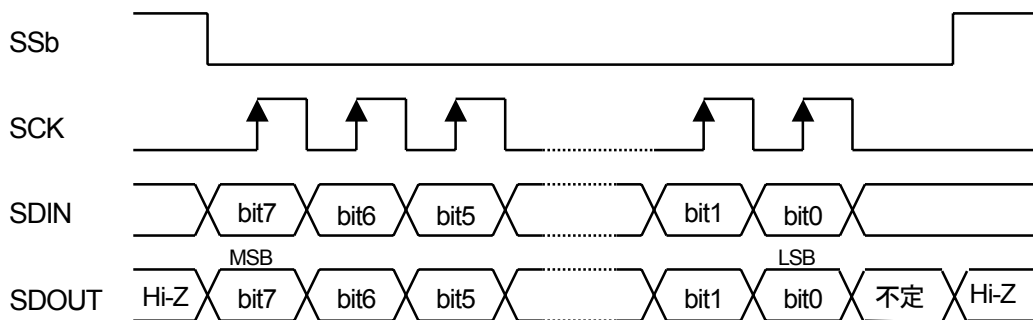 SSb
SCK
SDIN bit7 bit6 bit5 bit1 bit0
MSB LSB
SDOUT Hi-Z bit7 bit6 bit5 bit1 bit0 不定 Hi-Z